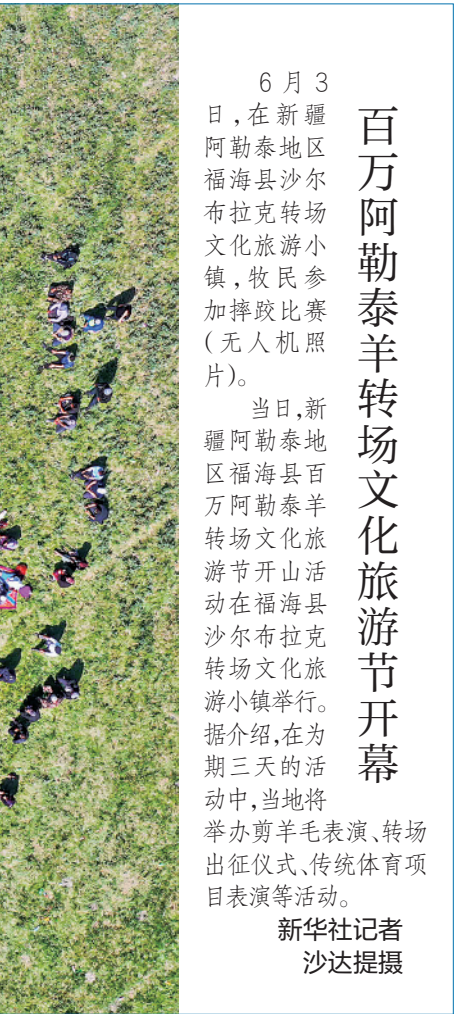 百万阿勒泰羊转场文化旅游节开幕
6月3
日,在新疆
阿勒泰地区
福海县沙尔
布拉克转场
文化旅游小
镇,牧民参
加摔跤比赛
(无人机照
片)。
当日,新
疆阿勒泰地
区福海县百
万阿勒泰羊
转场文化旅
游节开山活
动在福海县
沙尔布拉克
转场文化旅
游小镇举行。
据介绍,在为
期三天的活
动中,当地将
举办剪羊毛表演、转场
出征仪式、传统体育项
目表演等活动。
新华社记者
沙达提摄